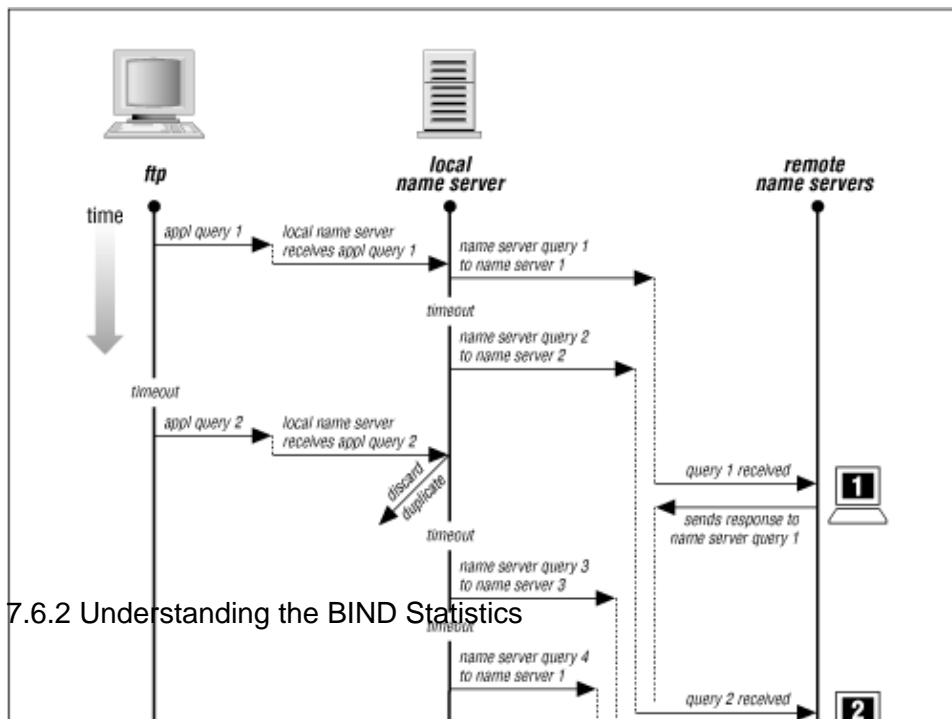 ftp
local
name server
remote
name servers
time
appl query 1
local name server
receives appl query 1
name server query 1
to name server 1
timeout
name server query 2
to name server 2
timeout
appl query 2
local name server
receives appl query 2
discard
duplicate
query 1 received
1
sends response to
name server query 1
timeout
name server query 3
to name server 3
7.6.2 Understanding the BIND Statistics
timeout
name server query 4
to name server 1
query 2 received
2